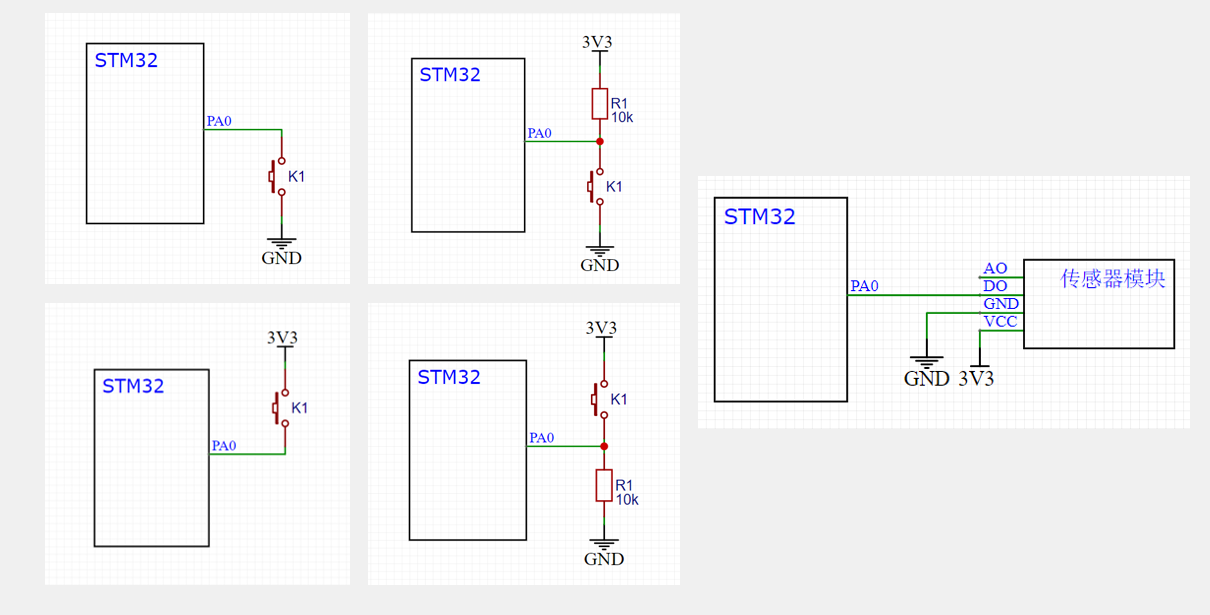 STM32
PA0
K1
GND
3V3
STM32
R1
10k
PA0
K1
GND
3V3
STM32
K1
PA0
3V3
STM32
K1
PA0
R1
10k
GND
STM32
PA0
AO
DO
GND
VCC
传感器模块
GND 3V3